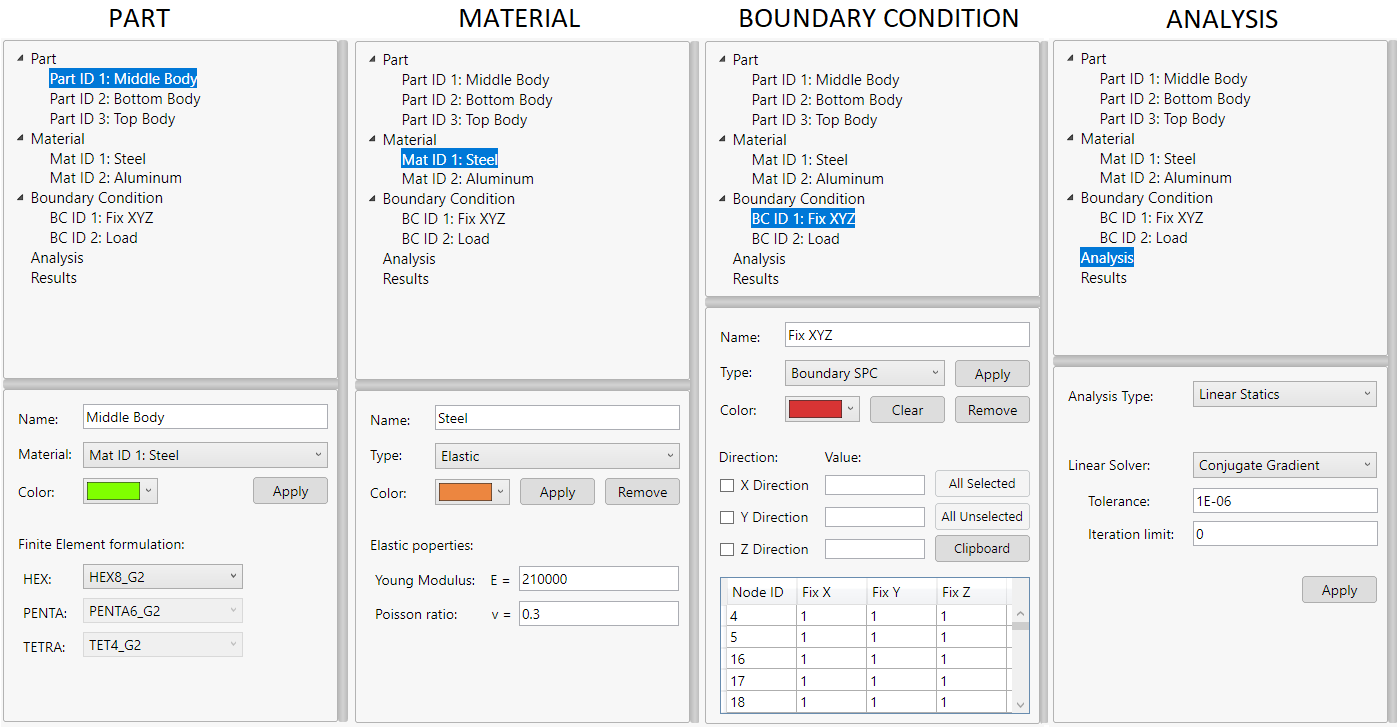 PART
Part
Part ID 1: Middle Body
Part ID 2: Bottom Body
Part ID 3: Top Body
Material
Mat ID 1: Steel
Mat ID 2: Aluminum
Boundary Condition
BC ID 1: Fix XYZ
BC ID 2: Load
Analysis
Results
Name: Middle Body
Material: Mat ID 1: Steel
Color: Apply
Finite Element formulation:
HEX: HEX8_G2
PENTA: PENTA6_G2
TETRA: TET4_G2
MATERIAL
Part
Part ID 1: Middle Body
Part ID 2: Bottom Body
Part ID 3: Top Body
Material
Mat ID 1: Steel
Mat ID 2: Aluminum
Boundary Condition
BC ID 1: Fix XYZ
BC ID 2: Load
Analysis
Results
Name: Steel
Type: Elastic
Color: Apply Remove
Elastic poperties:
Young Modulus: E = 210000
Poisson ratio: v = 0.3
BOUNDARY CONDITION
Part
Part ID 1: Middle Body
Part ID 2: Bottom Body
Part ID 3: Top Body
Material
Mat ID 1: Steel
Mat ID 2: Aluminum
Boundary Condition
BC ID 1: Fix XYZ
BC ID 2: Load
Analysis
Results
Name: Fix XYZ
Type: Boundary SPC Apply
Color: Clear Remove
Direction: Value:
X Direction All Selected
Y Direction All Unselected
Z Direction Clipboard
Node ID Fix X Fix Y Fix Z
4 1 1 1
5 1 1 1
16 1 1 1
17 1 1 1
18 1 1 1
ANALYSIS
Part
Part ID 1: Middle Body
Part ID 2: Bottom Body
Part ID 3: Top Body
Material
Mat ID 1: Steel
Mat ID 2: Aluminum
Boundary Condition
BC ID 1: Fix XYZ
BC ID 2: Load
Analysis
Results
Analysis Type: Linear Statics
Linear Solver: Conjugate Gradient
Tolerance: 1E-06
Iteration limit: 0
Apply